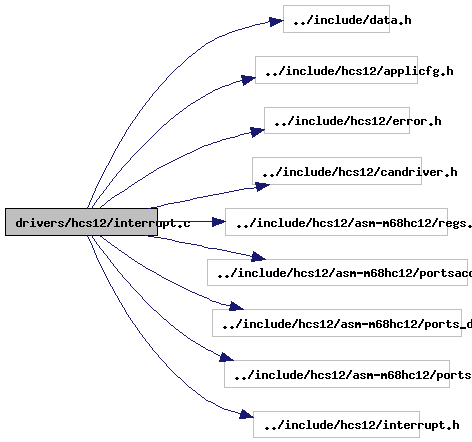 ../include/data.h
../include/hcs12/applicfg.h
../include/hcs12/error.h
../include/hcs12/candriver.h
drivers/hcs12/interrupt.c
../include/hcs12/asm-m68hc12/regs.
../include/hcs12/asm-m68hc12/portsacc
../include/hcs12/asm-m68hc12/ports_d
../include/hcs12/asm-m68hc12/ports
../include/hcs12/interrupt.h